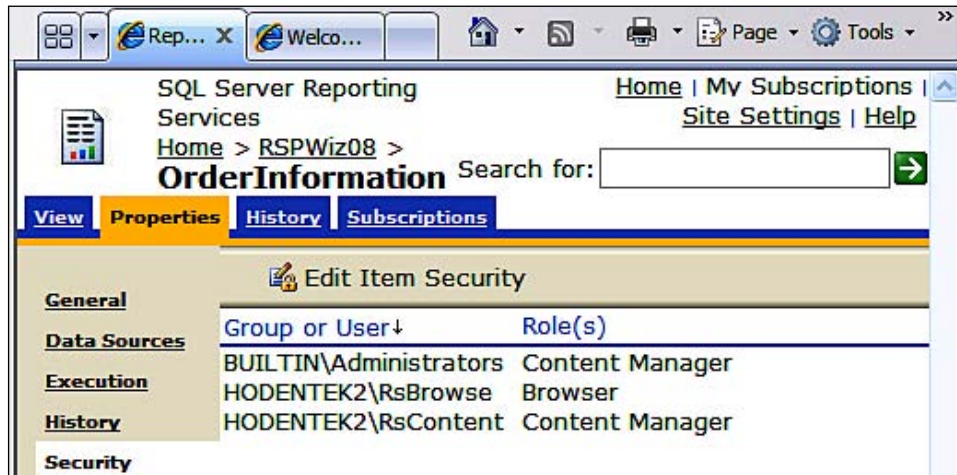 Rep... X Welco... Page Tools »
SQL Server Reporting
Services
Home > RSPWiz08 >
OrderInformation
Home | My Subscriptions |
Site Settings | Help
Search for:
View Properties History Subscriptions
General
Data Sources
Execution
History
Security
Edit Item Security
Group or User↓ Role(s)
BUILTIN\Administrators Content Manager
HODENTEK2\RsBrowse Browser
HODENTEK2\RsContent Content Manager